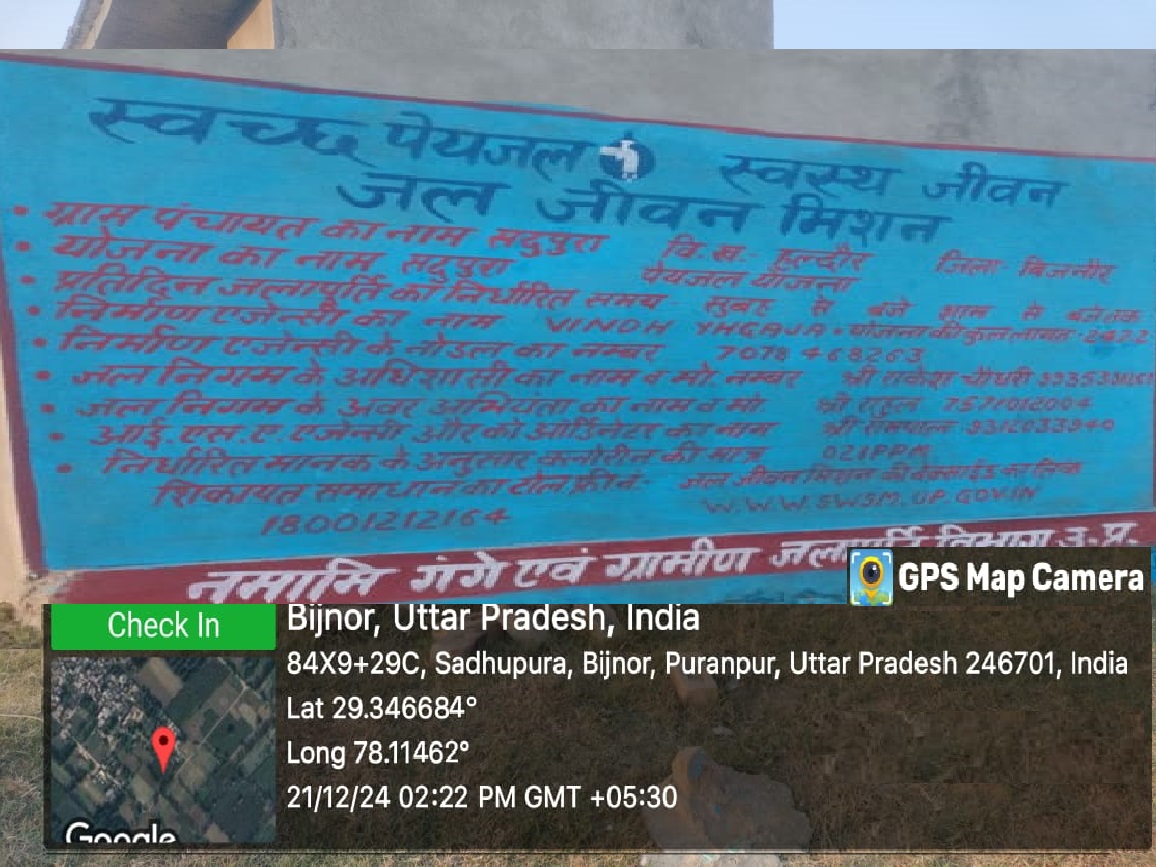 स्वच्छ पेयजल स्वस्थ जीवन
जल जीवन मिशन
• ग्राम पंचायत का नाम सदुपुरा वि.ख.- हल्दौर जिला- बिजनौर
• योजना का नाम सदुपुरा पेयजल योजना
• प्रतिदिन जलापूर्ति का निर्धारित समय सुबह से बजे शाम से बजे तक
• निर्माण एजेन्सी का नाम VINDH • योजना की कुल लागत
• निर्माण एजेन्सी के नोडल का नम्बर 7078468263
• जल निगम के अधिशासी का नाम व मो. नम्बर श्री राकेश चौधरी
• जल निगम के अवर अभियंता का नाम व मो. श्री राहुल 7571012004
• आई.एस.ए. एजेन्सी और को आर्डिनेटर का नाम श्री रामपाल
• निर्धारित मानक के अनुसार क्लोरीन की मात्र
शिकायत समाधान का टोल फ्री नं:- जल जीवन मिशन की वेबसाईड का लिंक
18001212164 W.W.W.SWSM.UP.GOV.IN
नमामि गंगे एवं ग्रामीण जलापूर्ति विभाग उ.प्र.
GPS Map Camera
Check In
Bijnor, Uttar Pradesh, India
84X9+29C, Sadhupura, Bijnor, Puranpur, Uttar Pradesh 246701, India
Lat 29.346684°
Long 78.11462°
21/12/24 02:22 PM GMT +05:30
Google